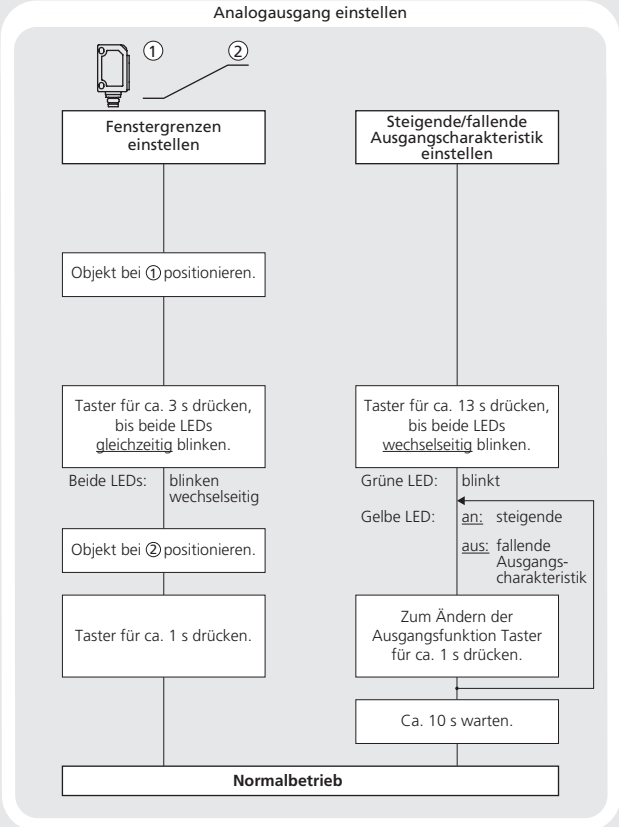 Analogausgang einstellen
① ②
Fenstergrenzen
einstellen
Objekt bei ① positionieren.
Taster für ca. 3 s drücken,
bis beide LEDs
gleichzeitig blinken.
Beide LEDs: blinken
wechselseitig
Objekt bei ② positionieren.
Taster für ca. 1 s drücken.
Steigende/fallende
Ausgangscharakteristik
einstellen
Taster für ca. 13 s drücken,
bis beide LEDs
wechselseitig blinken.
Grüne LED: blinkt
Gelbe LED: an: steigende
aus: fallende
Ausgangs-
charakteristik
Zum Ändern der
Ausgangsfunktion Taster
für ca. 1 s drücken.
Ca. 10 s warten.
Normalbetrieb